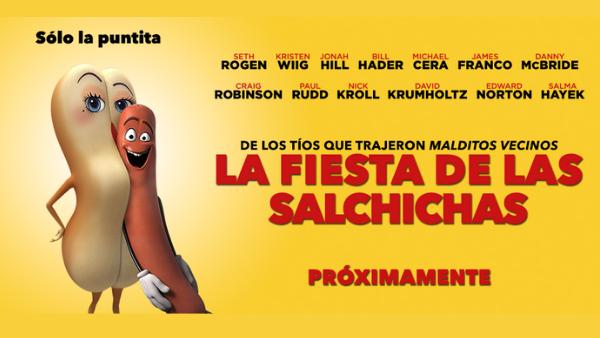 Sólo la puntita
SETH ROGEN KRISTEN WIIG JONAH HILL BILL HADER MICHAEL CERA JAMES FRANCO DANNY McBRIDE
CRAIG ROBINSON PAUL RUDD NICK KROLL DAVID KRUMHOLTZ EDWARD NORTON SALMA HAYEK
DE LOS TÍOS QUE TRAJERON MALDITOS VECINOS
LA FIESTA DE LAS
SALCHICHAS
PRÓXIMAMENTE